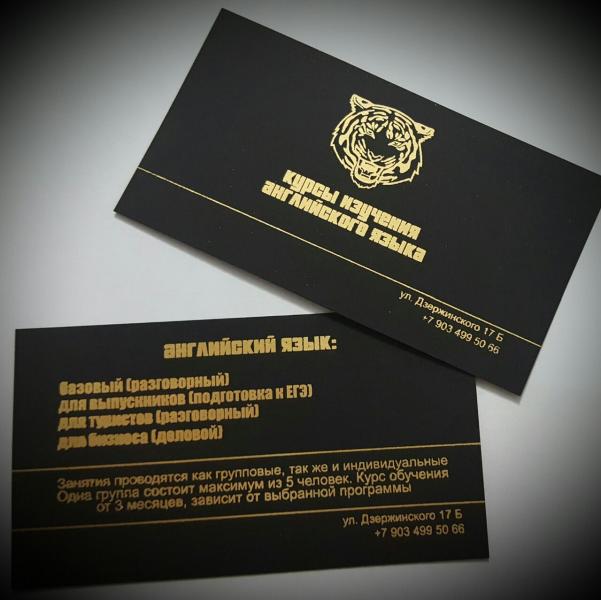 курсы изучения
английского языка
ул. Дзержинского 17 Б
+7 903 499 50 66
английский язык:
базовый (разговорный)
для выпускников (подготовка к ЕГЭ)
для туристов (разговорный)
для бизнеса (деловой)
Занятия проводятся как групповые, так же и индивидуальные
Одна группа состоит максимум из 5 человек. Курс обучения
от 3 месяцев, зависит от выбранной программы
ул. Дзержинского 17 Б
+7 903 499 50 66